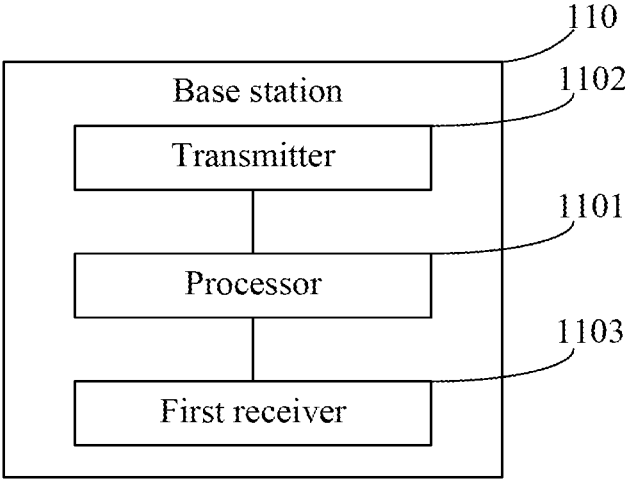 110
Base station
1102
Transmitter
1101
Processor
1103
First receiver